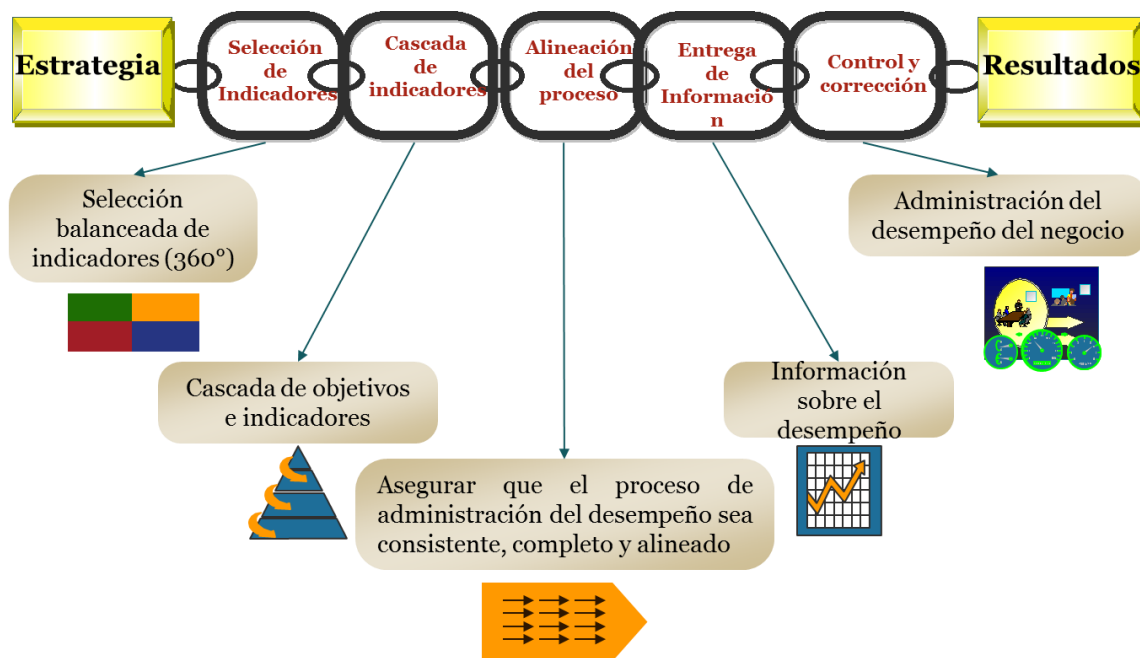 Estrategia
Selección
de
Indicadores
Cascada
de
indicadores
Alineación
del
proceso
Entrega
de
Informació
n
Control y
corrección
Resultados
Selección
balanceada de
indicadores (360°)
Administración del
desempeño del negocio
Cascada de objetivos
e indicadores
Información
sobre el
desempeño
Asegurar que el proceso de
administración del desempeño sea
consistente, completo y alineado